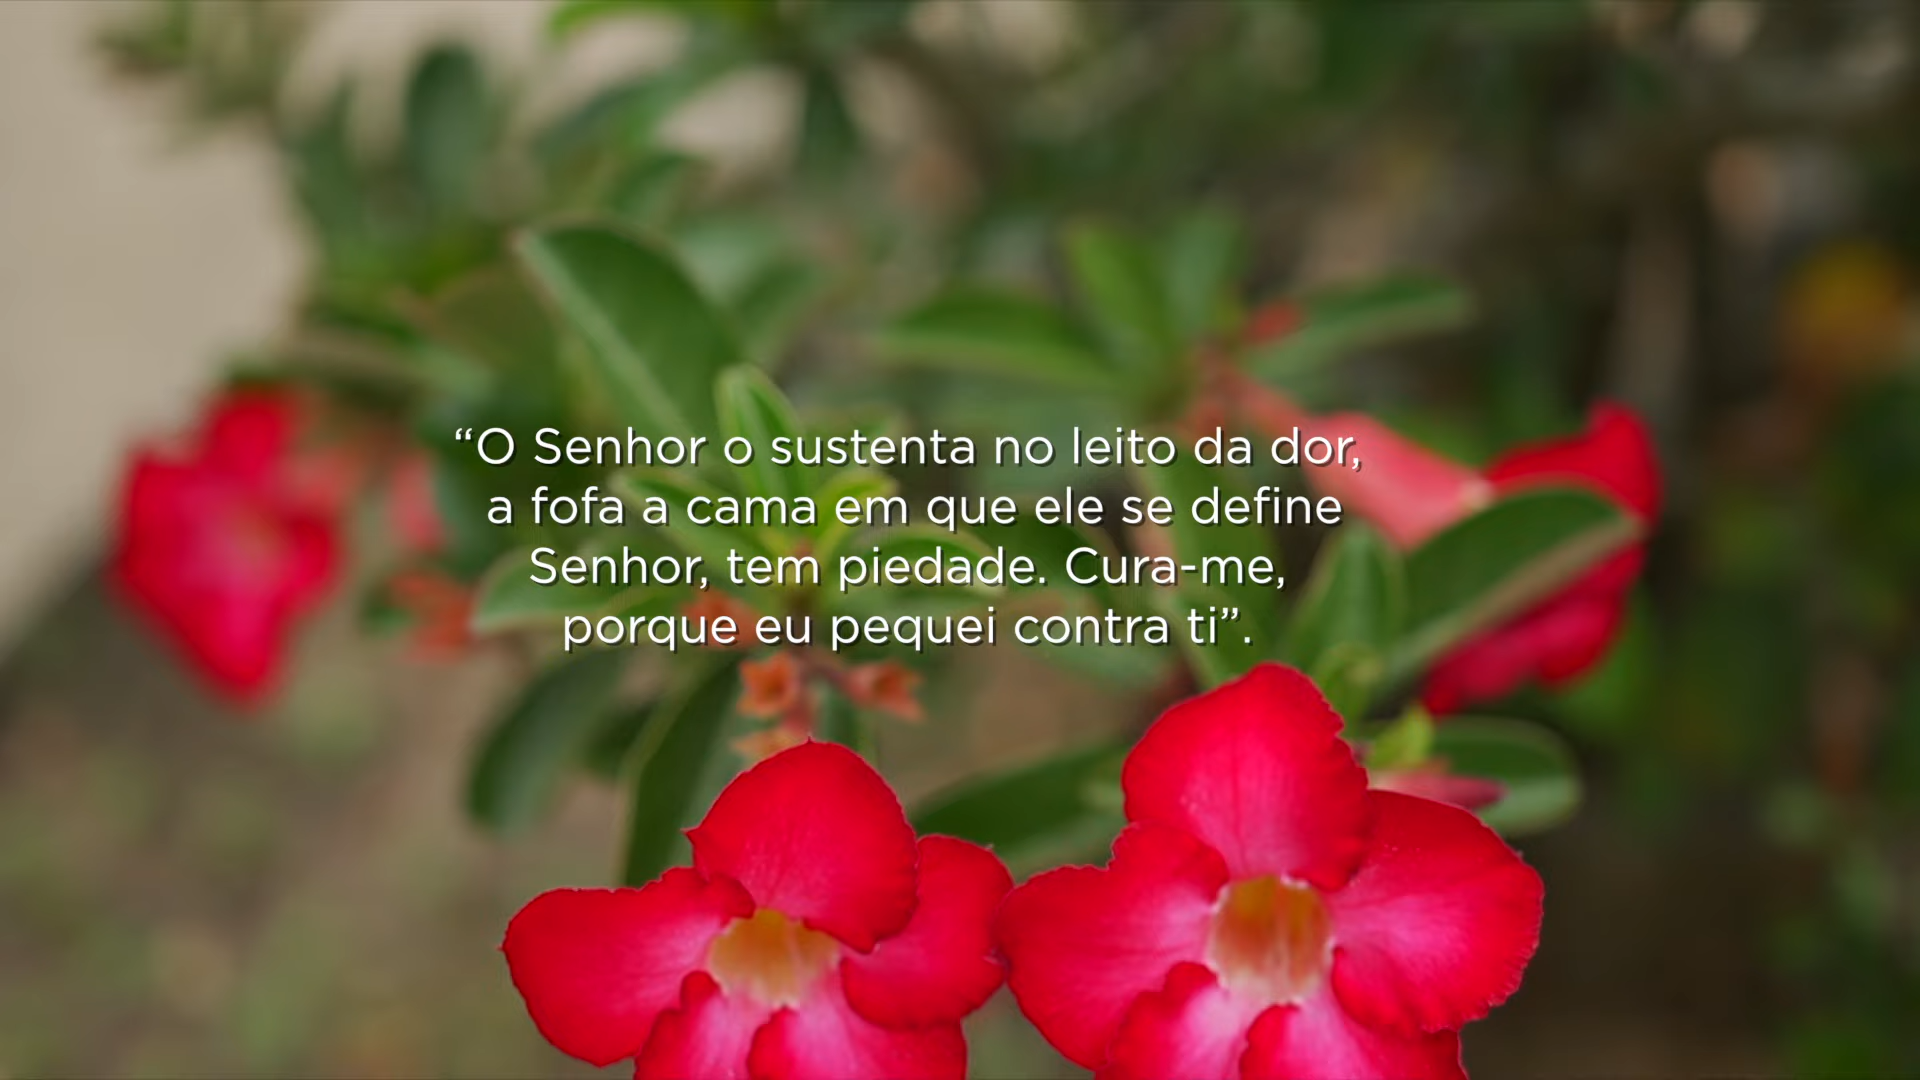 “O Senhor o sustenta no leito da dor,
a fofa a cama em que ele se define
Senhor, tem piedade. Cura-me,
porque eu pequei contra ti”.